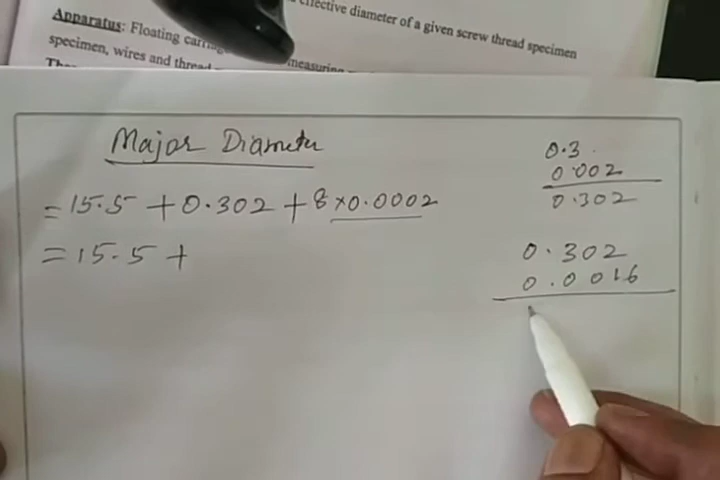 effective diameter of a given screw thread specimen
Apparatus: Floating measuring
specimen, wires and thread
Major Diameter
= 15.5 + 0.302 + 8 × 0.0002
= 15.5 +
0.3
0.002
0.302
0.302
0.0016